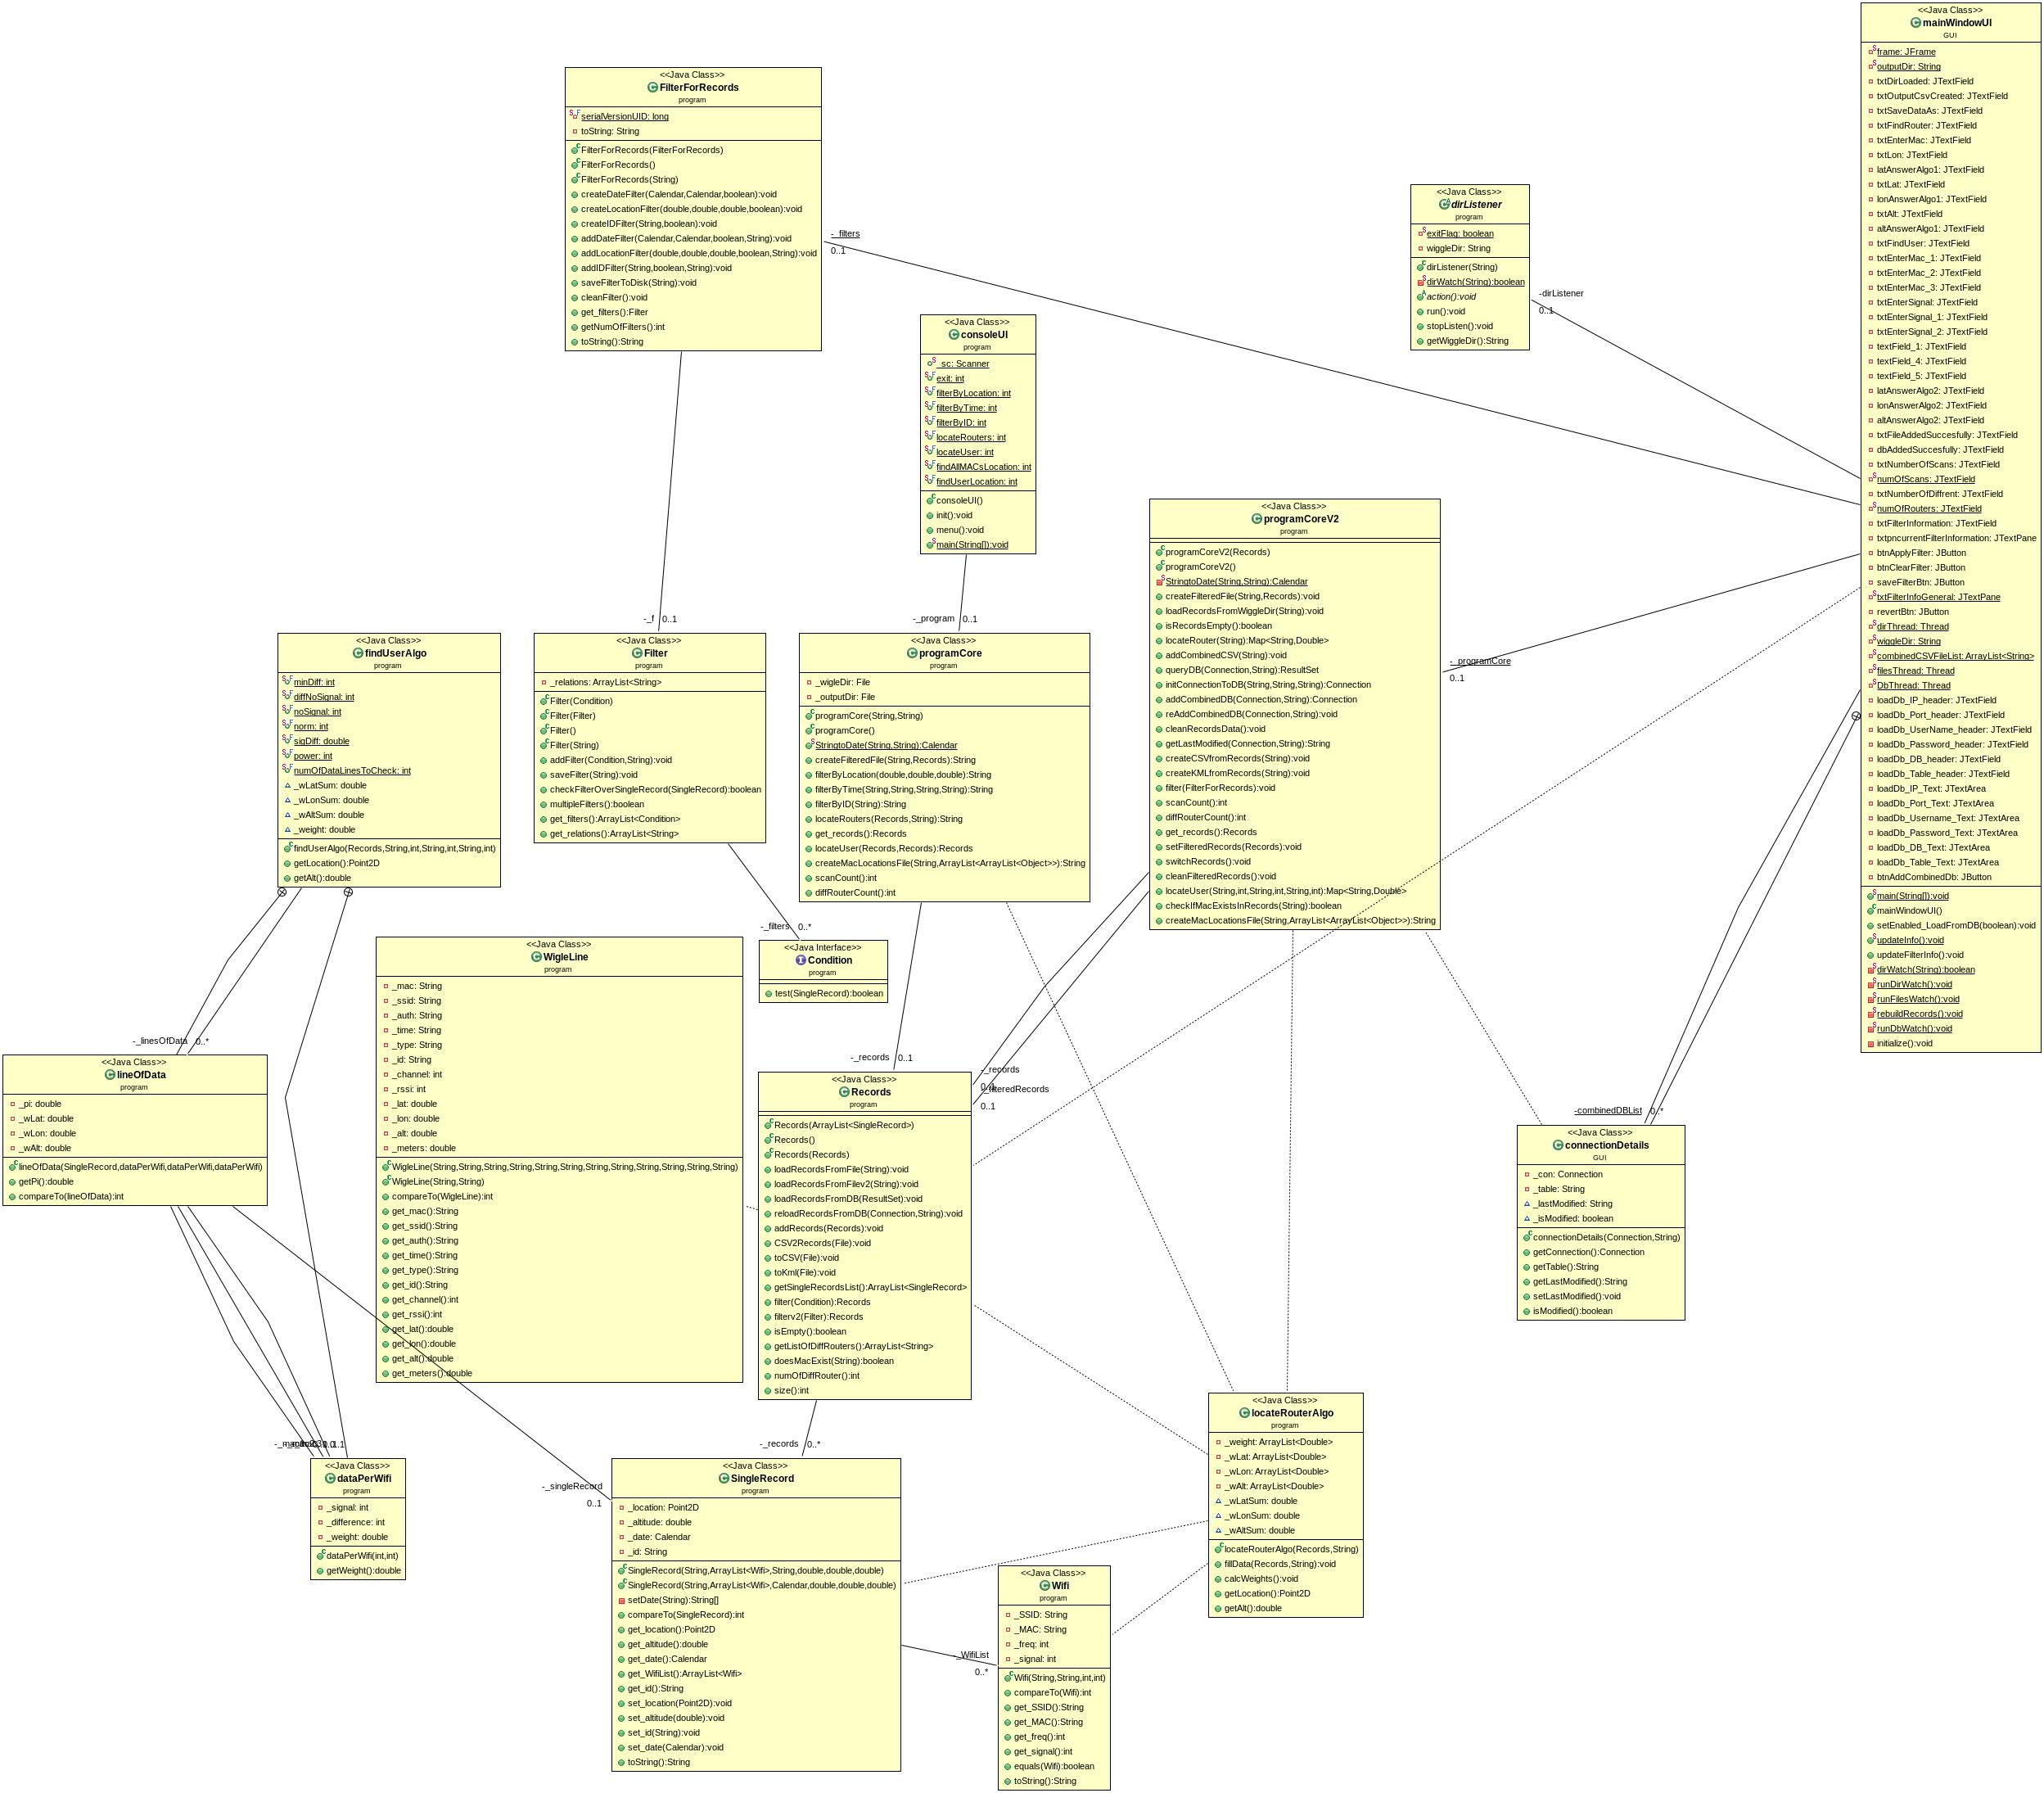 <<Java Class>>
mainWindowUI
GUI
frame: JFrame
outputDir: String
txtDirLoaded: JTextField
txtOutputCsvCreated: JTextField
txtSaveDataAs: JTextField
txtFindRouter: JTextField
txtEnterMac: JTextField
txtLon: JTextField
latAnswerAlgo1: JTextField
txtLat: JTextField
lonAnswerAlgo1: JTextField
txtAlt: JTextField
altAnswerAlgo1: JTextField
txtFindUser: JTextField
txtEnterMac_1: JTextField
txtEnterMac_2: JTextField
txtEnterMac_3: JTextField
txtEnterSignal: JTextField
txtEnterSignal_1: JTextField
txtEnterSignal_2: JTextField
textField_1: JTextField
textField_4: JTextField
textField_5: JTextField
latAnswerAlgo2: JTextField
lonAnswerAlgo2: JTextField
altAnswerAlgo2: JTextField
txtFileAddedSuccesfully: JTextField
dbAddedSuccesfully: JTextField
txtNumberOfScans: JTextField
numOfScans: JTextField
txtNumberOfDiffrent: JTextField
numOfRouters: JTextField
txtFilterInformation: JTextField
txtpncurrentFilterInformation: JTextPane
btnApplyFilter: JButton
btnClearFilter: JButton
saveFilterBtn: JButton
txtFilterInfoGeneral: JTextPane
revertBtn: JButton
dirThread: Thread
wiggleDir: String
combinedCSVFileList: ArrayList<String>
filesThread: Thread
DbThread: Thread
loadDb_IP_header: JTextField
loadDb_Port_header: JTextField
loadDb_UserName_header: JTextField
loadDb_Password_header: JTextField
loadDb_DB_header: JTextField
loadDb_Table_header: JTextField
loadDb_IP_Text: JTextArea
loadDb_Port_Text: JTextArea
loadDb_Username_Text: JTextArea
loadDb_Password_Text: JTextArea
loadDb_DB_Text: JTextArea
loadDb_Table_Text: JTextArea
btnAddCombinedDb: JButton
main(String[]):void
mainWindowUI()
setEnabled_LoadFromDB(boolean):void
updateInfo():void
updateFilterInfo():void
dirWatch(String):boolean
runDirWatch():void
runFilesWatch():void
rebuildRecords():void
runDbWatch():void
initialize():void
<<Java Class>>
FilterForRecords
program
serialVersionUID: long
toString: String
FilterForRecords(FilterForRecords)
FilterForRecords()
FilterForRecords(String)
createDateFilter(Calendar,Calendar,boolean):void
createLocationFilter(double,double,double,boolean):void
createIDFilter(String,boolean):void
addDateFilter(Calendar,Calendar,boolean,String):void
addLocationFilter(double,double,double,boolean,String):void
addIDFilter(String,boolean,String):void
saveFilterToDisk(String):void
cleanFilter():void
get_filters():Filter
getNumOfFilters():int
toString():String
-_filters
0..1
<<Java Class>>
dirListener
program
exitFlag: boolean
wiggleDir: String
dirListener(String)
dirWatch(String):boolean
action():void
run():void
stopListen():void
getWiggleDir():String
-dirListener
0..1
<<Java Class>>
consoleUI
program
_sc: Scanner
exit: int
filterByLocation: int
filterByTime: int
filterByID: int
locateRouters: int
locateUser: int
findAllMACsLocation: int
findUserLocation: int
consoleUI()
init():void
menu():void
main(String[]):void
-_f 0..1
-_program 0..1
<<Java Class>>
programCoreV2
program
programCoreV2(Records)
programCoreV2()
StringtoDate(String,String):Calendar
createFilteredFile(String,Records):void
loadRecordsFromWiggleDir(String):void
isRecordsEmpty():boolean
locateRouter(String):Map<String,Double>
addCombinedCSV(String):void
queryDB(Connection,String):ResultSet
initConnectionToDB(String,String,String):Connection
addCombinedDB(Connection,String):Connection
reAddCombinedDB(Connection,String):void
cleanRecordsData():void
getLastModified(Connection,String):String
createCSVfromRecords(String):void
createKMLfromRecords(String):void
filter(FilterForRecords):void
scanCount():int
diffRouterCount():int
get_records():Records
setFilteredRecords(Records):void
switchRecords():void
cleanFilteredRecords():void
locateUser(String,int,String,int,String,int):Map<String,Double>
checkIfMacExistsInRecords(String):boolean
createMacLocationsFile(String,ArrayList<ArrayList<Object>>):String
-_programCore
0..1
<<Java Class>>
findUserAlgo
program
minDiff: int
diffNoSignal: int
noSignal: int
norm: int
sigDiff: double
power: int
numOfDataLinesToCheck: int
_wLatSum: double
_wLonSum: double
_wAltSum: double
_weight: double
findUserAlgo(Records,String,int,String,int,String,int)
getLocation():Point2D
getAlt():double
<<Java Class>>
Filter
program
_relations: ArrayList<String>
Filter(Condition)
Filter(Filter)
Filter()
Filter(String)
addFilter(Condition,String):void
saveFilter(String):void
checkFilterOverSingleRecord(SingleRecord):boolean
multipleFilters():boolean
get_filters():ArrayList<Condition>
get_relations():ArrayList<String>
<<Java Class>>
programCore
program
_wigleDir: File
_outputDir: File
programCore(String,String)
programCore()
StringtoDate(String,String):Calendar
createFilteredFile(String,Records):String
filterByLocation(double,double,double):String
filterByTime(String,String,String,String):String
filterByID(String):String
locateRouters(Records,String):String
get_records():Records
locateUser(Records,Records):Records
createMacLocationsFile(String,ArrayList<ArrayList<Object>>):String
scanCount():int
diffRouterCount():int
-_filters 0..*
<<Java Interface>>
Condition
program
test(SingleRecord):boolean
<<Java Class>>
WigleLine
program
_mac: String
_ssid: String
_auth: String
_time: String
_type: String
_id: String
_channel: int
_rssi: int
_lat: double
_lon: double
_alt: double
_meters: double
WigleLine(String,String,String,String,String,String,String,String,String,String,String,String)
WigleLine(String,String)
compareTo(WigleLine):int
get_mac():String
get_ssid():String
get_auth():String
get_time():String
get_type():String
get_id():String
get_channel():int
get_rssi():int
get_lat():double
get_lon():double
get_alt():double
get_meters():double
-_linesOfData 0..*
<<Java Class>>
lineOfData
program
_pi: double
_wLat: double
_wLon: double
_wAlt: double
lineOfData(SingleRecord,dataPerWifi,dataPerWifi,dataPerWifi)
getPi():double
compareTo(lineOfData):int
-_records 0..1
-_records
_filteredRecords
0..1
<<Java Class>>
Records
program
Records(ArrayList<SingleRecord>)
Records()
Records(Records)
loadRecordsFromFile(String):void
loadRecordsFromFilev2(String):void
loadRecordsFromDB(ResultSet):void
reloadRecordsFromDB(Connection,String):void
addRecords(Records):void
CSV2Records(File):void
toCSV(File):void
toKml(File):void
getSingleRecordsList():ArrayList<SingleRecord>
filter(Condition):Records
filterv2(Filter):Records
isEmpty():boolean
getListOfDiffRouters():ArrayList<String>
doesMacExist(String):boolean
numOfDiffRouter():int
size():int
-combinedDBList 0..*
<<Java Class>>
connectionDetails
GUI
_con: Connection
_table: String
_lastModified: String
_isModified: boolean
connectionDetails(Connection,String)
getConnection():Connection
getTable():String
getLastModified():String
setLastModified():void
isModified():boolean
<<Java Class>>
locateRouterAlgo
program
_weight: ArrayList<Double>
_wLat: ArrayList<Double>
_wLon: ArrayList<Double>
_wAlt: ArrayList<Double>
_wLatSum: double
_wLonSum: double
_wAltSum: double
locateRouterAlgo(Records,String)
fillData(Records,String):void
calcWeights():void
getLocation():Point2D
getAlt():double
<<Java Class>>
dataPerWifi
program
_signal: int
_difference: int
_weight: double
dataPerWifi(int,int)
getWeight():double
-_singleRecord
0..1
-_records 0..*
<<Java Class>>
SingleRecord
program
_location: Point2D
_altitude: double
_date: Calendar
_id: String
SingleRecord(String,ArrayList<Wifi>,String,double,double,double)
SingleRecord(String,ArrayList<Wifi>,Calendar,double,double,double)
setDate(String):String[]
compareTo(SingleRecord):int
get_location():Point2D
get_altitude():double
get_date():Calendar
get_WifiList():ArrayList<Wifi>
get_id():String
set_location(Point2D):void
set_altitude(double):void
set_id(String):void
set_date(Calendar):void
toString():String
-_WifiList
0..*
<<Java Class>>
Wifi
program
_SSID: String
_MAC: String
_freq: int
_signal: int
Wifi(String,String,int,int)
compareTo(Wifi):int
get_SSID():String
get_MAC():String
get_freq():int
get_signal():int
equals(Wifi):boolean
toString():String